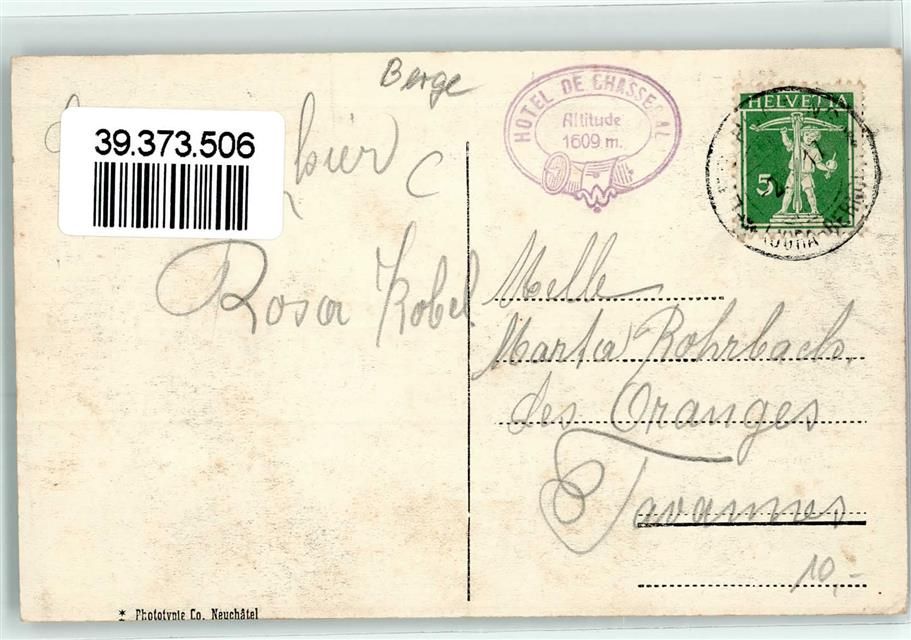 Berge
39.373.506
HOTEL DE CHASSERAL
Altitude
1609 m.
HELVETIA
5
Rosa Kobel
Melle
Marta Rohrbach,
des Oranges
Tavannes
10,-
* Phototypie Co. Neuchâtel